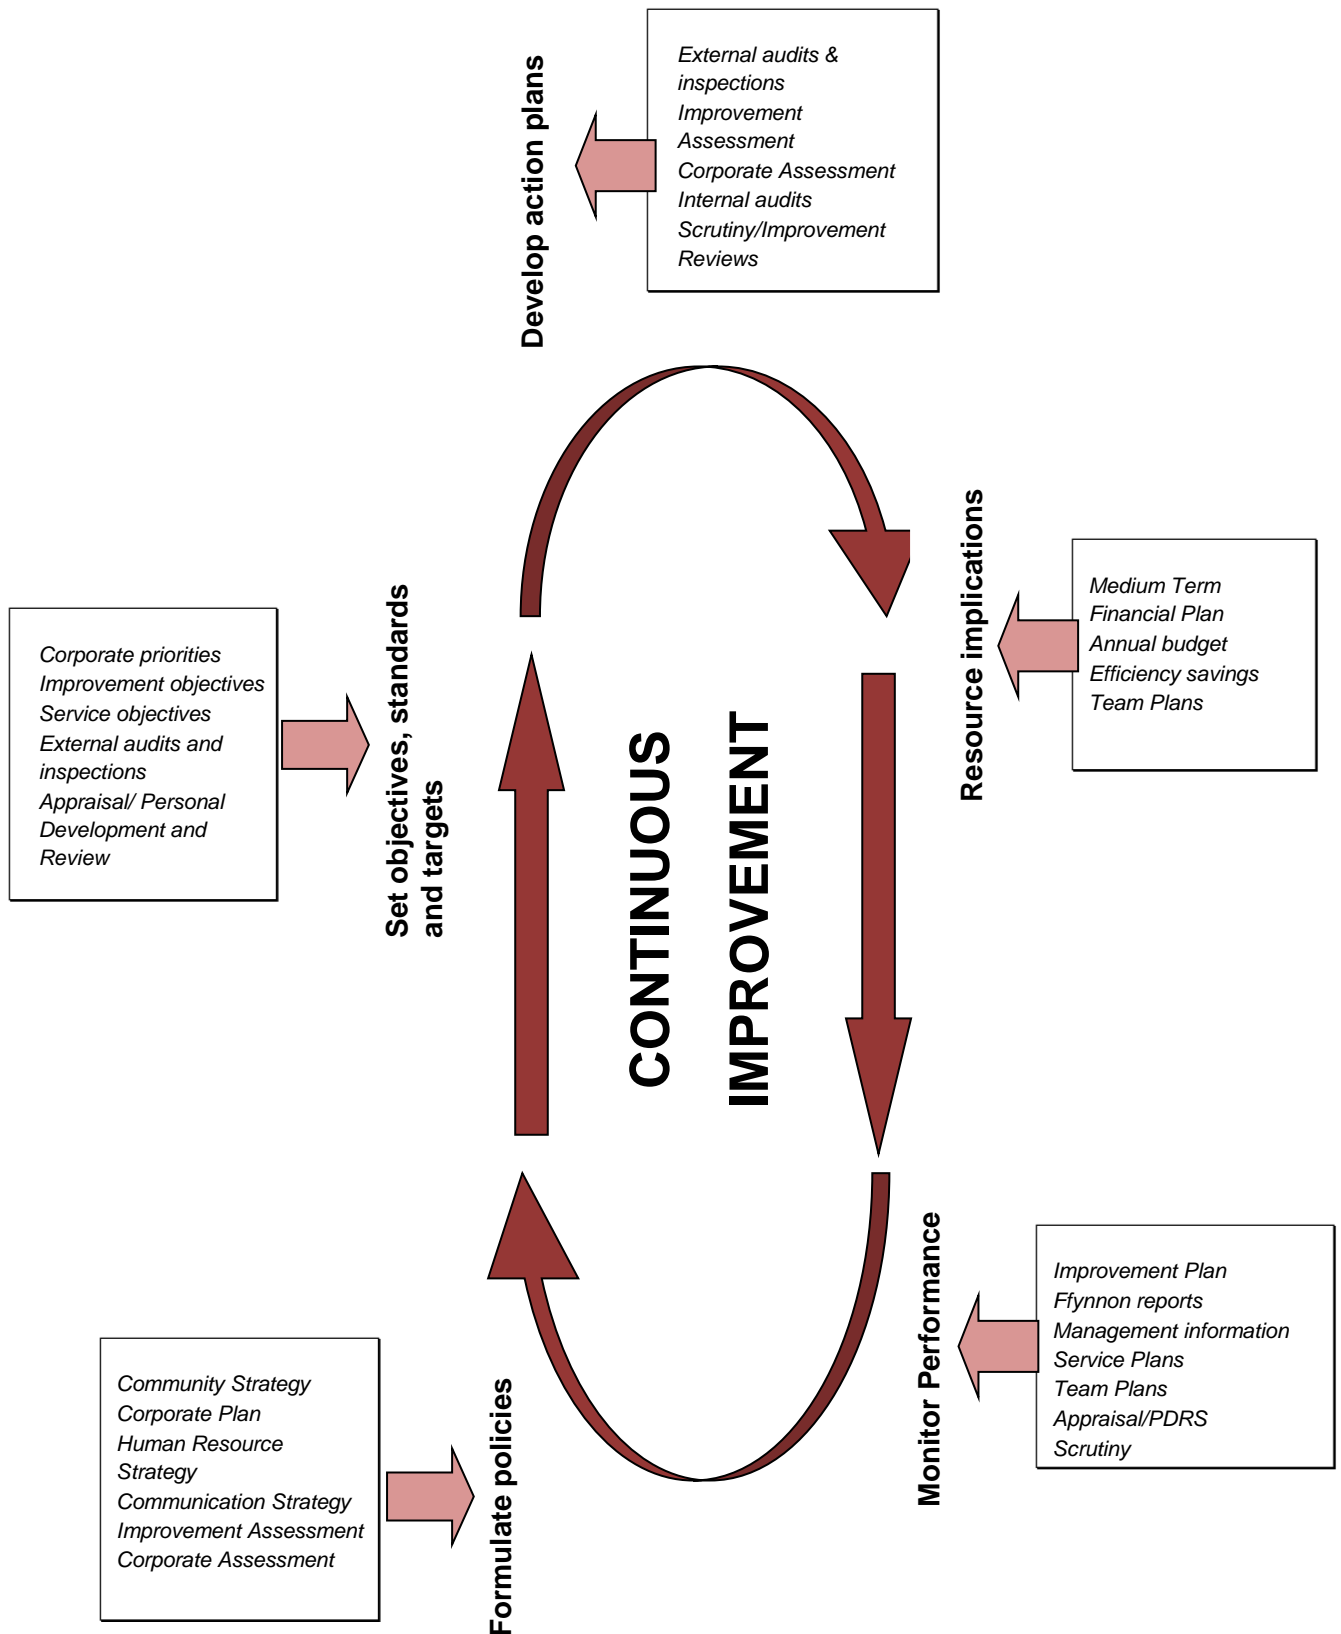 Develop action plans
External audits &
inspections
Improvement
Assessment
Corporate Assessment
Internal audits
Scrutiny/Improvement
Reviews
Set objectives, standards
and targets
Corporate priorities
Improvement objectives
Service objectives
External audits and
inspections
Appraisal/ Personal
Development and
Review
CONTINUOUS
IMPROVEMENT
Resource implications
Medium Term
Financial Plan
Annual budget
Efficiency savings
Team Plans
Monitor Performance
Improvement Plan
Ffynnon reports
Management information
Service Plans
Team Plans
Appraisal/PDRS
Scrutiny
Formulate policies
Community Strategy
Corporate Plan
Human Resource
Strategy
Communication Strategy
Improvement Assessment
Corporate Assessment